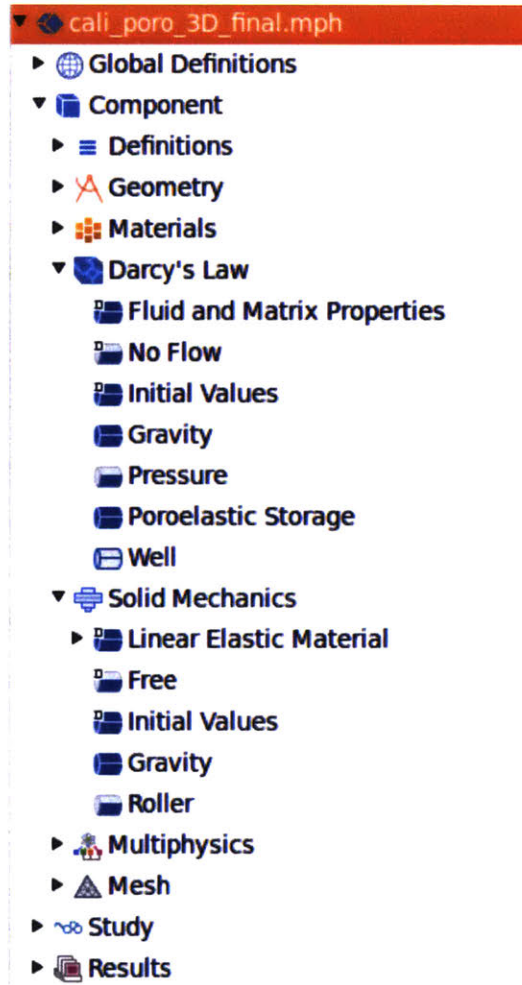 cali_poro_3D_final.mph
Global Definitions
Component
Definitions
Geometry
Materials
Darcy's Law
Fluid and Matrix Properties
No Flow
Initial Values
Gravity
Pressure
Poroelastic Storage
Well
Solid Mechanics
Linear Elastic Material
Free
Initial Values
Gravity
Roller
Multiphysics
Mesh
Study
Results